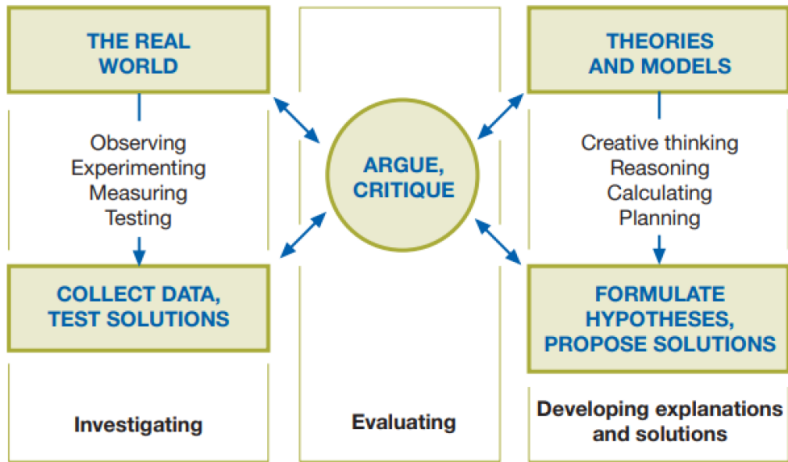 THE REAL
WORLD
Observing
Experimenting
Measuring
Testing
COLLECT DATA,
TEST SOLUTIONS
Investigating
ARGUE,
CRITIQUE
Evaluating
THEORIES
AND MODELS
Creative thinking
Reasoning
Calculating
Planning
FORMULATE
HYPOTHESES,
PROPOSE SOLUTIONS
Developing explanations
and solutions